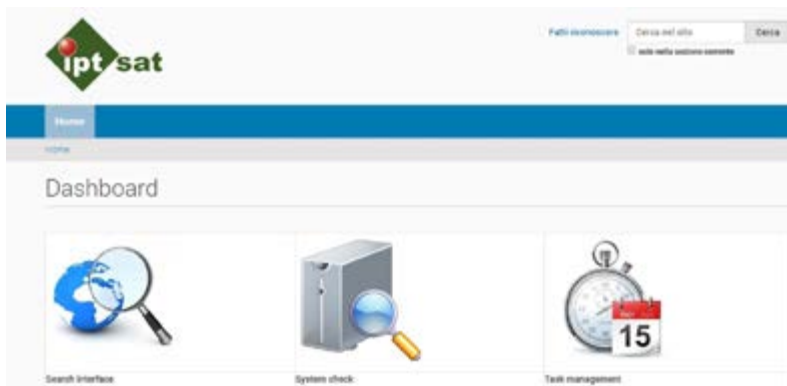 ipt sat
Fatti riconoscere
Cerca nel sito
Cerca
solo nella sezione corrente
Home
Home
Dashboard
15
Search Interface
System check
Task management